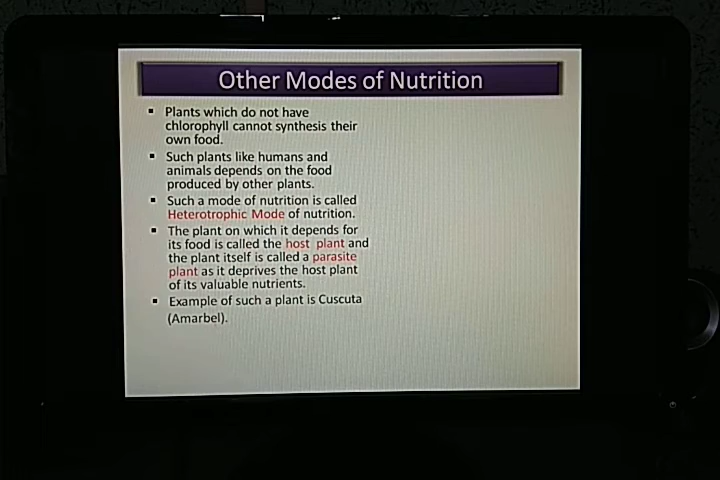 Other Modes of Nutrition
▪ Plants which do not have
chlorophyll cannot synthesis their
own food.
▪ Such plants like humans and
animals depends on the food
produced by other plants.
▪ Such a mode of nutrition is called
Heterotrophic Mode of nutrition.
▪ The plant on which it depends for
its food is called the host plant and
the plant itself is called a parasite
plant as it deprives the host plant
of its valuable nutrients.
▪ Example of such a plant is Cuscuta
(Amarbel).